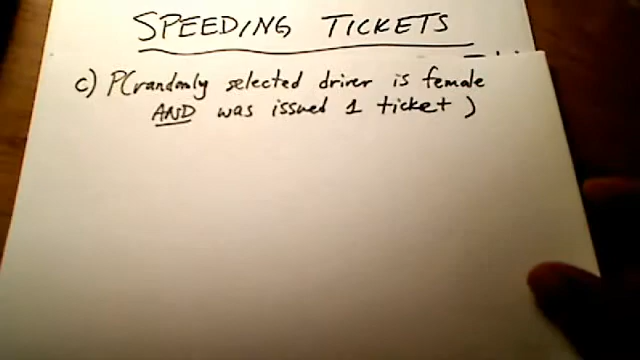 SPEEDING TICKETS
c) P(randomly selected driver is female
AND was issued 1 ticket)